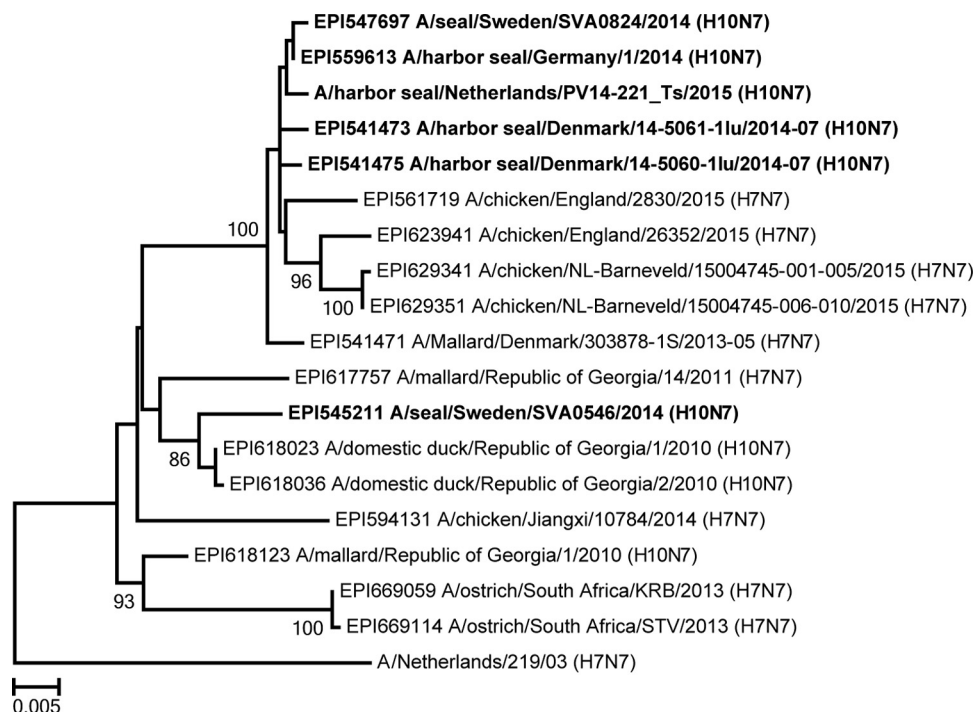 EPI547697 A/seal/Sweden/SVA0824/2014 (H10N7)
EPI559613 A/harbor seal/Germany/1/2014 (H10N7)
A/harbor seal/Netherlands/PV14-221_Ts/2015 (H10N7)
EPI541473 A/harbor seal/Denmark/14-5061-1lu/2014-07 (H10N7)
EPI541475 A/harbor seal/Denmark/14-5060-1lu/2014-07 (H10N7)
EPI561719 A/chicken/England/2830/2015 (H7N7)
100
EPI623941 A/chicken/England/26352/2015 (H7N7)
EPI629341 A/chicken/NL-Barneveld/15004745-001-005/2015 (H7N7)
96
EPI629351 A/chicken/NL-Barneveld/15004745-006-010/2015 (H7N7)
100
EPI541471 A/Mallard/Denmark/303878-1S/2013-05 (H7N7)
EPI617757 A/mallard/Republic of Georgia/14/2011 (H7N7)
EPI545211 A/seal/Sweden/SVA0546/2014 (H10N7)
EPI618023 A/domestic duck/Republic of Georgia/1/2010 (H10N7)
86
EPI618036 A/domestic duck/Republic of Georgia/2/2010 (H10N7)
EPI594131 A/chicken/Jiangxi/10784/2014 (H7N7)
EPI618123 A/mallard/Republic of Georgia/1/2010 (H10N7)
EPI669059 A/ostrich/South Africa/KRB/2013 (H7N7)
93
EPI669114 A/ostrich/South Africa/STV/2013 (H7N7)
100
A/Netherlands/219/03 (H7N7)
0.005